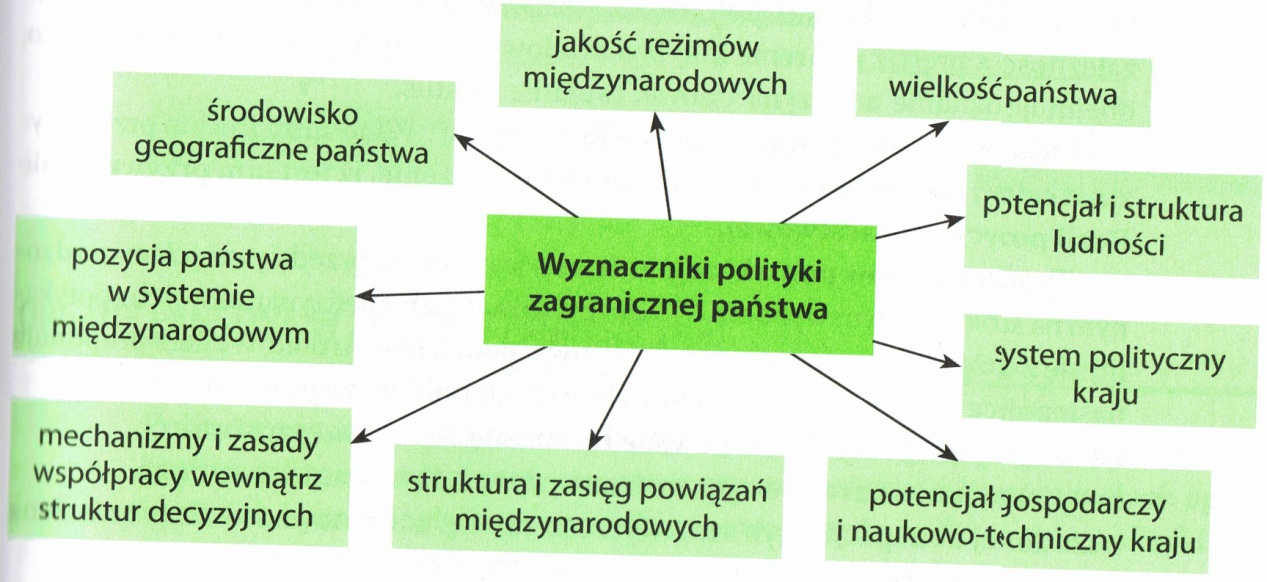 jakość reżimów
międzynarodowych
wielkość państwa
środowisko
geograficzne państwa
potencjał i struktura
ludności
Wyznaczniki polityki
zagranicznej państwa
pozycja państwa
w systemie
międzynarodowym
system polityczny
kraju
mechanizmy i zasady
współpracy wewnątrz
struktur decyzyjnych
struktura i zasięg powiązań
międzynarodowych
potencjał gospodarczy
i naukowo-techniczny kraju